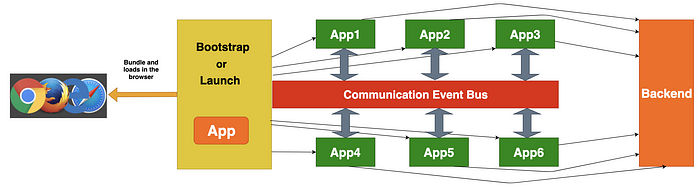 Bundle and
loads in the
browser
Bootstrap
or
Launch
App
App1
App2
App3
Communication Event Bus
App4
App5
App6
Backend